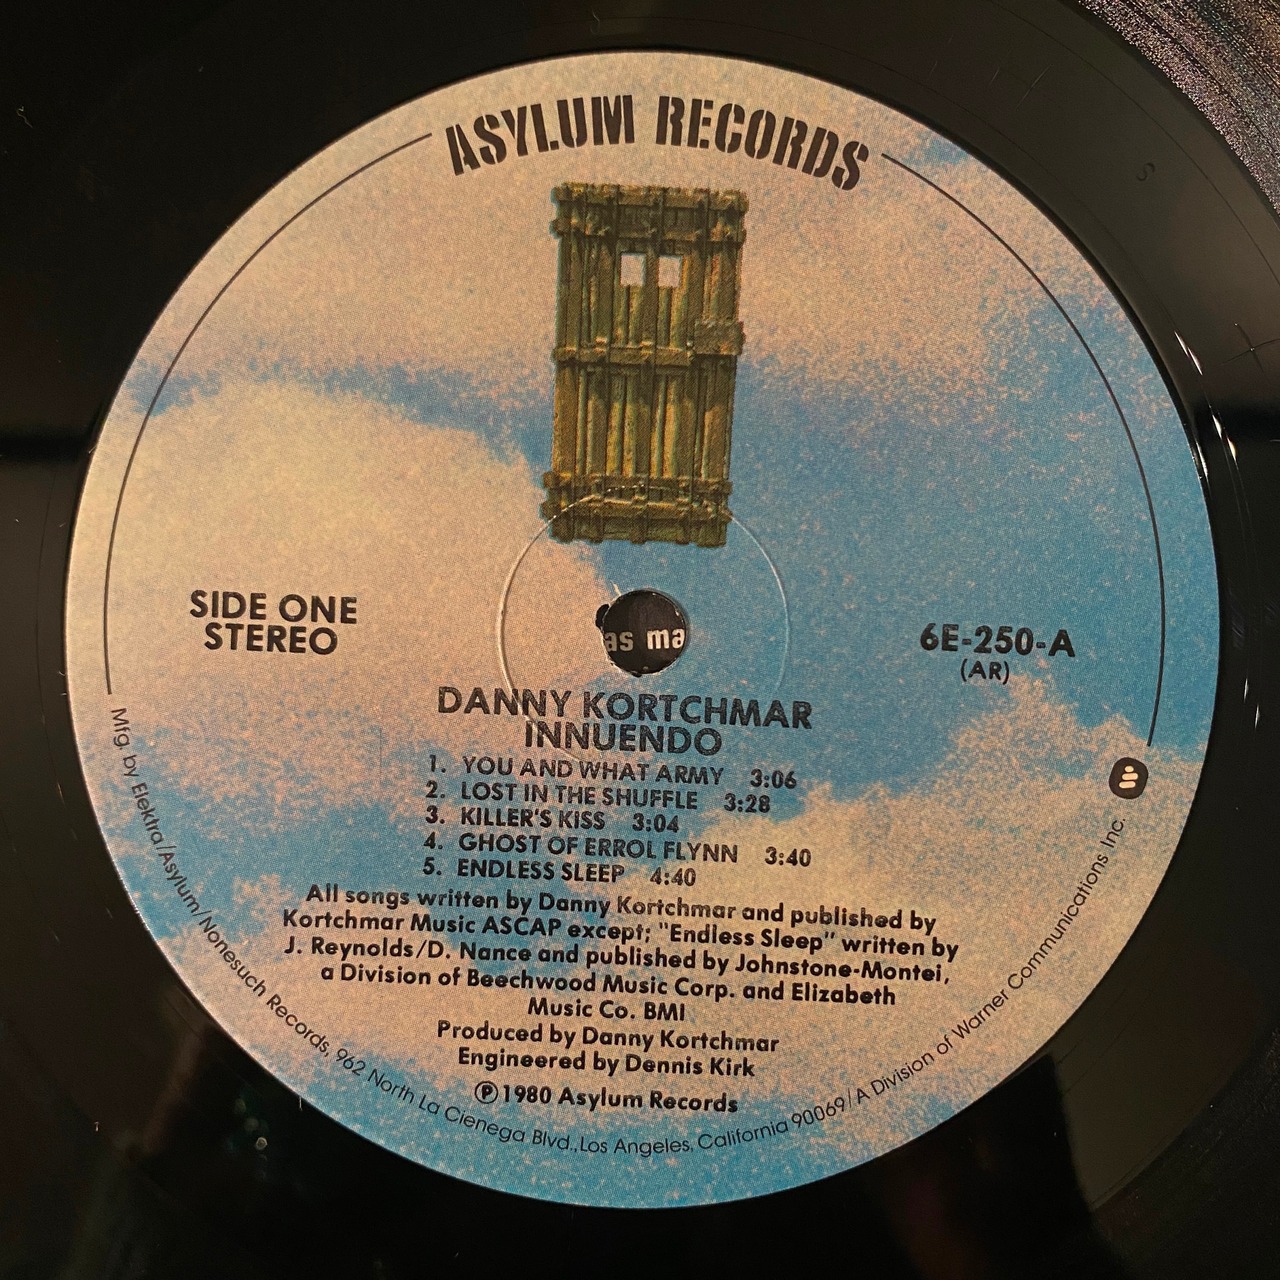 ASYLUM RECORDS
SIDE ONE
STEREO
as ma
6E-250-A
(AR)
DANNY KORTCHMAR
INNUENDO
1. YOU AND WHAT ARMY 3:06
2. LOST IN THE SHUFFLE 3:28
3. KILLER'S KISS 3:04
4. GHOST OF ERROL FLYNN 3:40
5. ENDLESS SLEEP 4:40
All songs written by Danny Kortchmar and published by
Kortchmar Music ASCAP except; "Endless Sleep" written by
J. Reynolds/D. Nance and published by Johnstone-Montei,
a Division of Beechwood Music Corp. and Elizabeth
Music Co. BMI
Produced by Danny Kortchmar
Engineered by Dennis Kirk
℗1980 Asylum Records
Mfg. by Elektra/Asylum/Nonesuch Records, 962 North La Cienega Blvd., Los Angeles, California 90069/A Division of Warner Communications Inc.